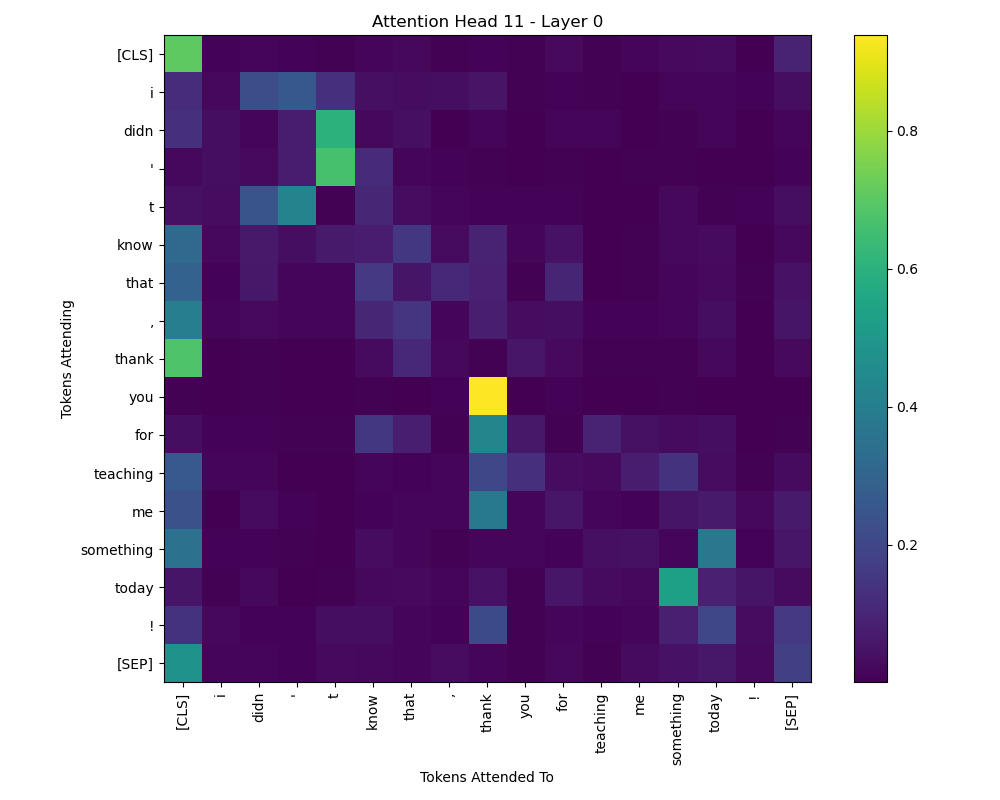 Attention Head 11 - Layer 0
[CLS]
i
didn
'
t
know
that
,
thank
you
for
teaching
me
something
today
!
[SEP]
Tokens Attending
[CLS] i didn ' t know that , thank you for teaching me something today ! [SEP]
Tokens Attended To
0.8
0.6
0.4
0.2